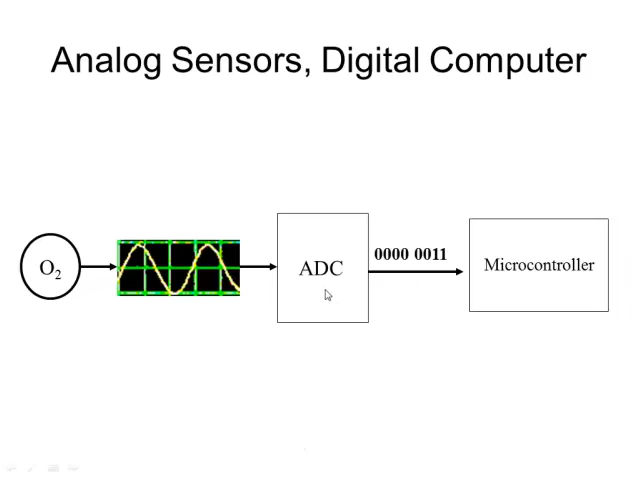 Analog Sensors, Digital Computer
O₂
ADC
0000 0011
Microcontroller